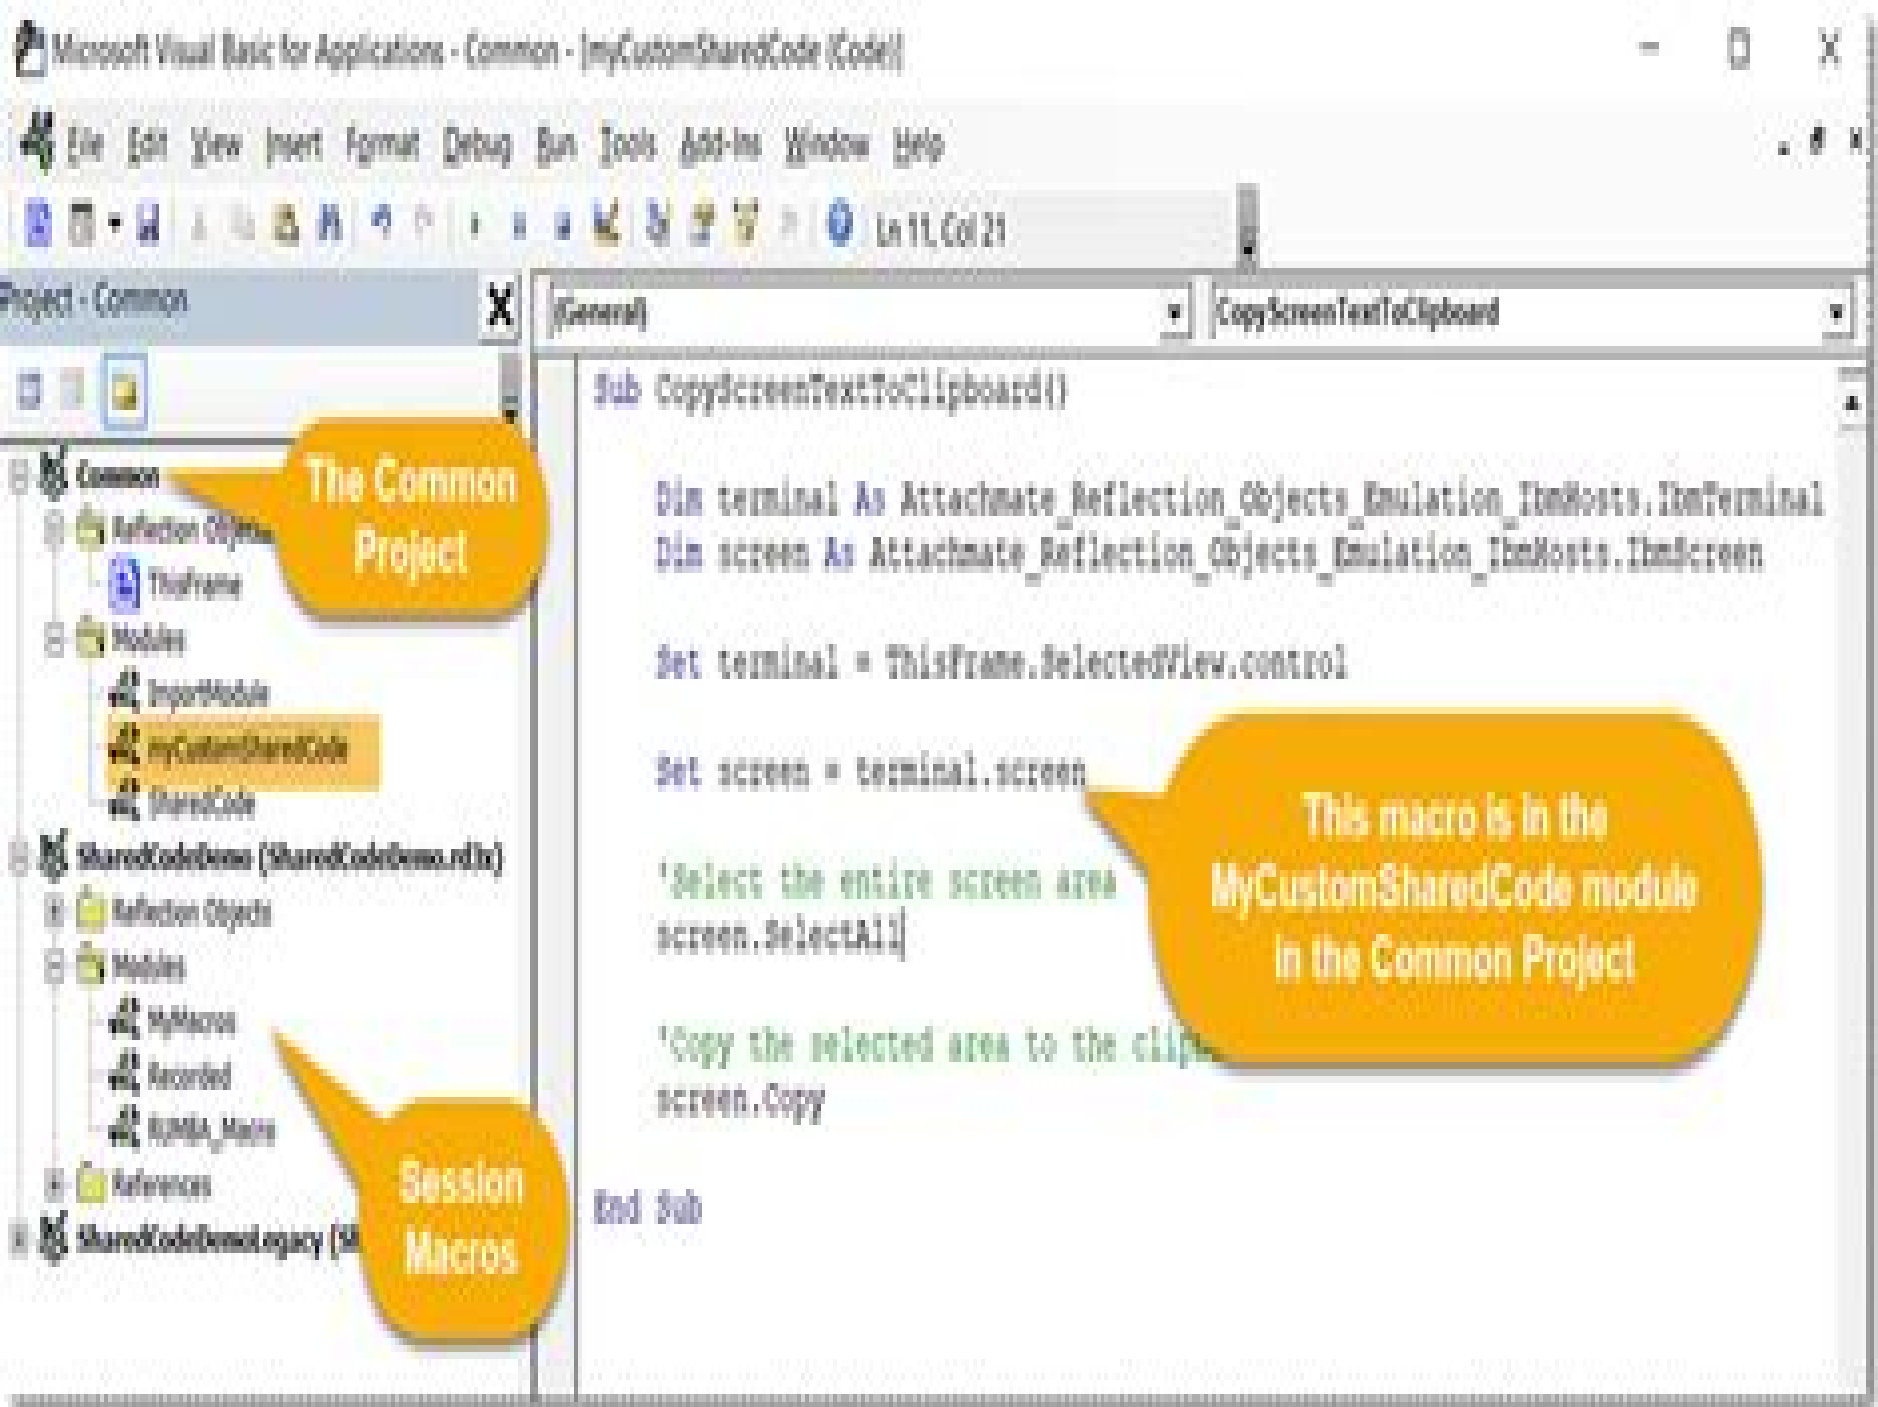 Microsoft Visual Basic for Applications - Common - [myCustomSharedCode (Code)]
File Edit View Insert Format Debug Run Tools Add-Ins Window Help
Ln 11, Col 21
Project - Common
(General)
CopyScreenTextToClipboard
Common
Reflection Obje
ThisFrame
Modules
ImportModule
myCustomSharedCode
SharedCode
SharedCodeDemo (SharedCodeDemo.rd3x)
Reflection Objects
Modules
MyMacros
Recorded
RUMBA_Macro
References
SharedCodeDemoLegacy (Sh
The Common
Project
Session
Macros
Sub CopyScreenTextToClipboard()
Dim terminal As Attachmate_Reflection_Objects_Emulation_IbmHosts.IbmTerminal
Dim screen As Attachmate_Reflection_Objects_Emulation_IbmHosts.IbmScreen
Set terminal = ThisFrame.SelectedView.control
Set screen = terminal.screen
'Select the entire screen area
screen.SelectAll
'Copy the selected area to the clip
screen.Copy
End Sub
This macro is in the
MyCustomSharedCode module
in the Common Project